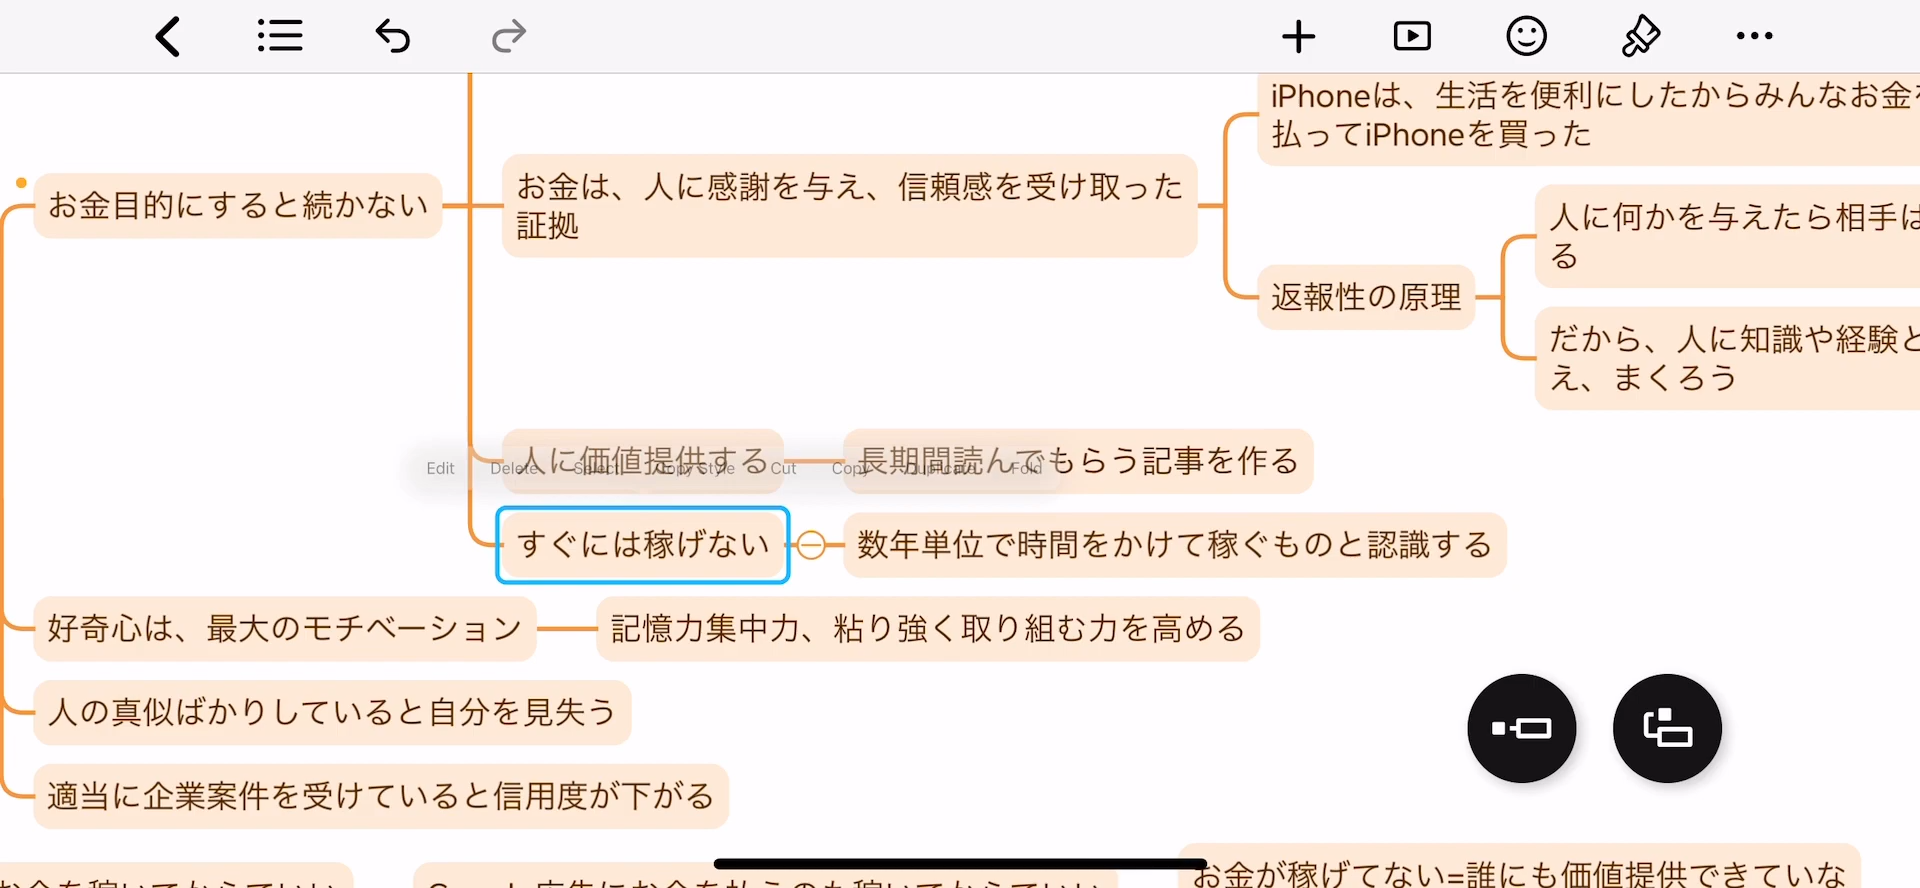 iPhoneは、生活を便利にしたからみんなお金を
払ってiPhoneを買った
お金目的にすると続かない
お金は、人に感謝を与え、信頼感を受け取った
証拠
人に何かを与えたら相手は
る
返報性の原理
だから、人に知識や経験と
え、まくろう
人に価値提供する
長期間読んでもらう記事を作る
Edit Delete Select Copy Style Cut Copy Duplicate Fold
すぐには稼げない
数年単位で時間をかけて稼ぐものと認識する
好奇心は、最大のモチベーション
記憶力集中力、粘り強く取り組む力を高める
人の真似ばかりしていると自分を見失う
適当に企業案件を受けていると信用度が下がる
お金が稼げてない=誰にも価値提供できていな